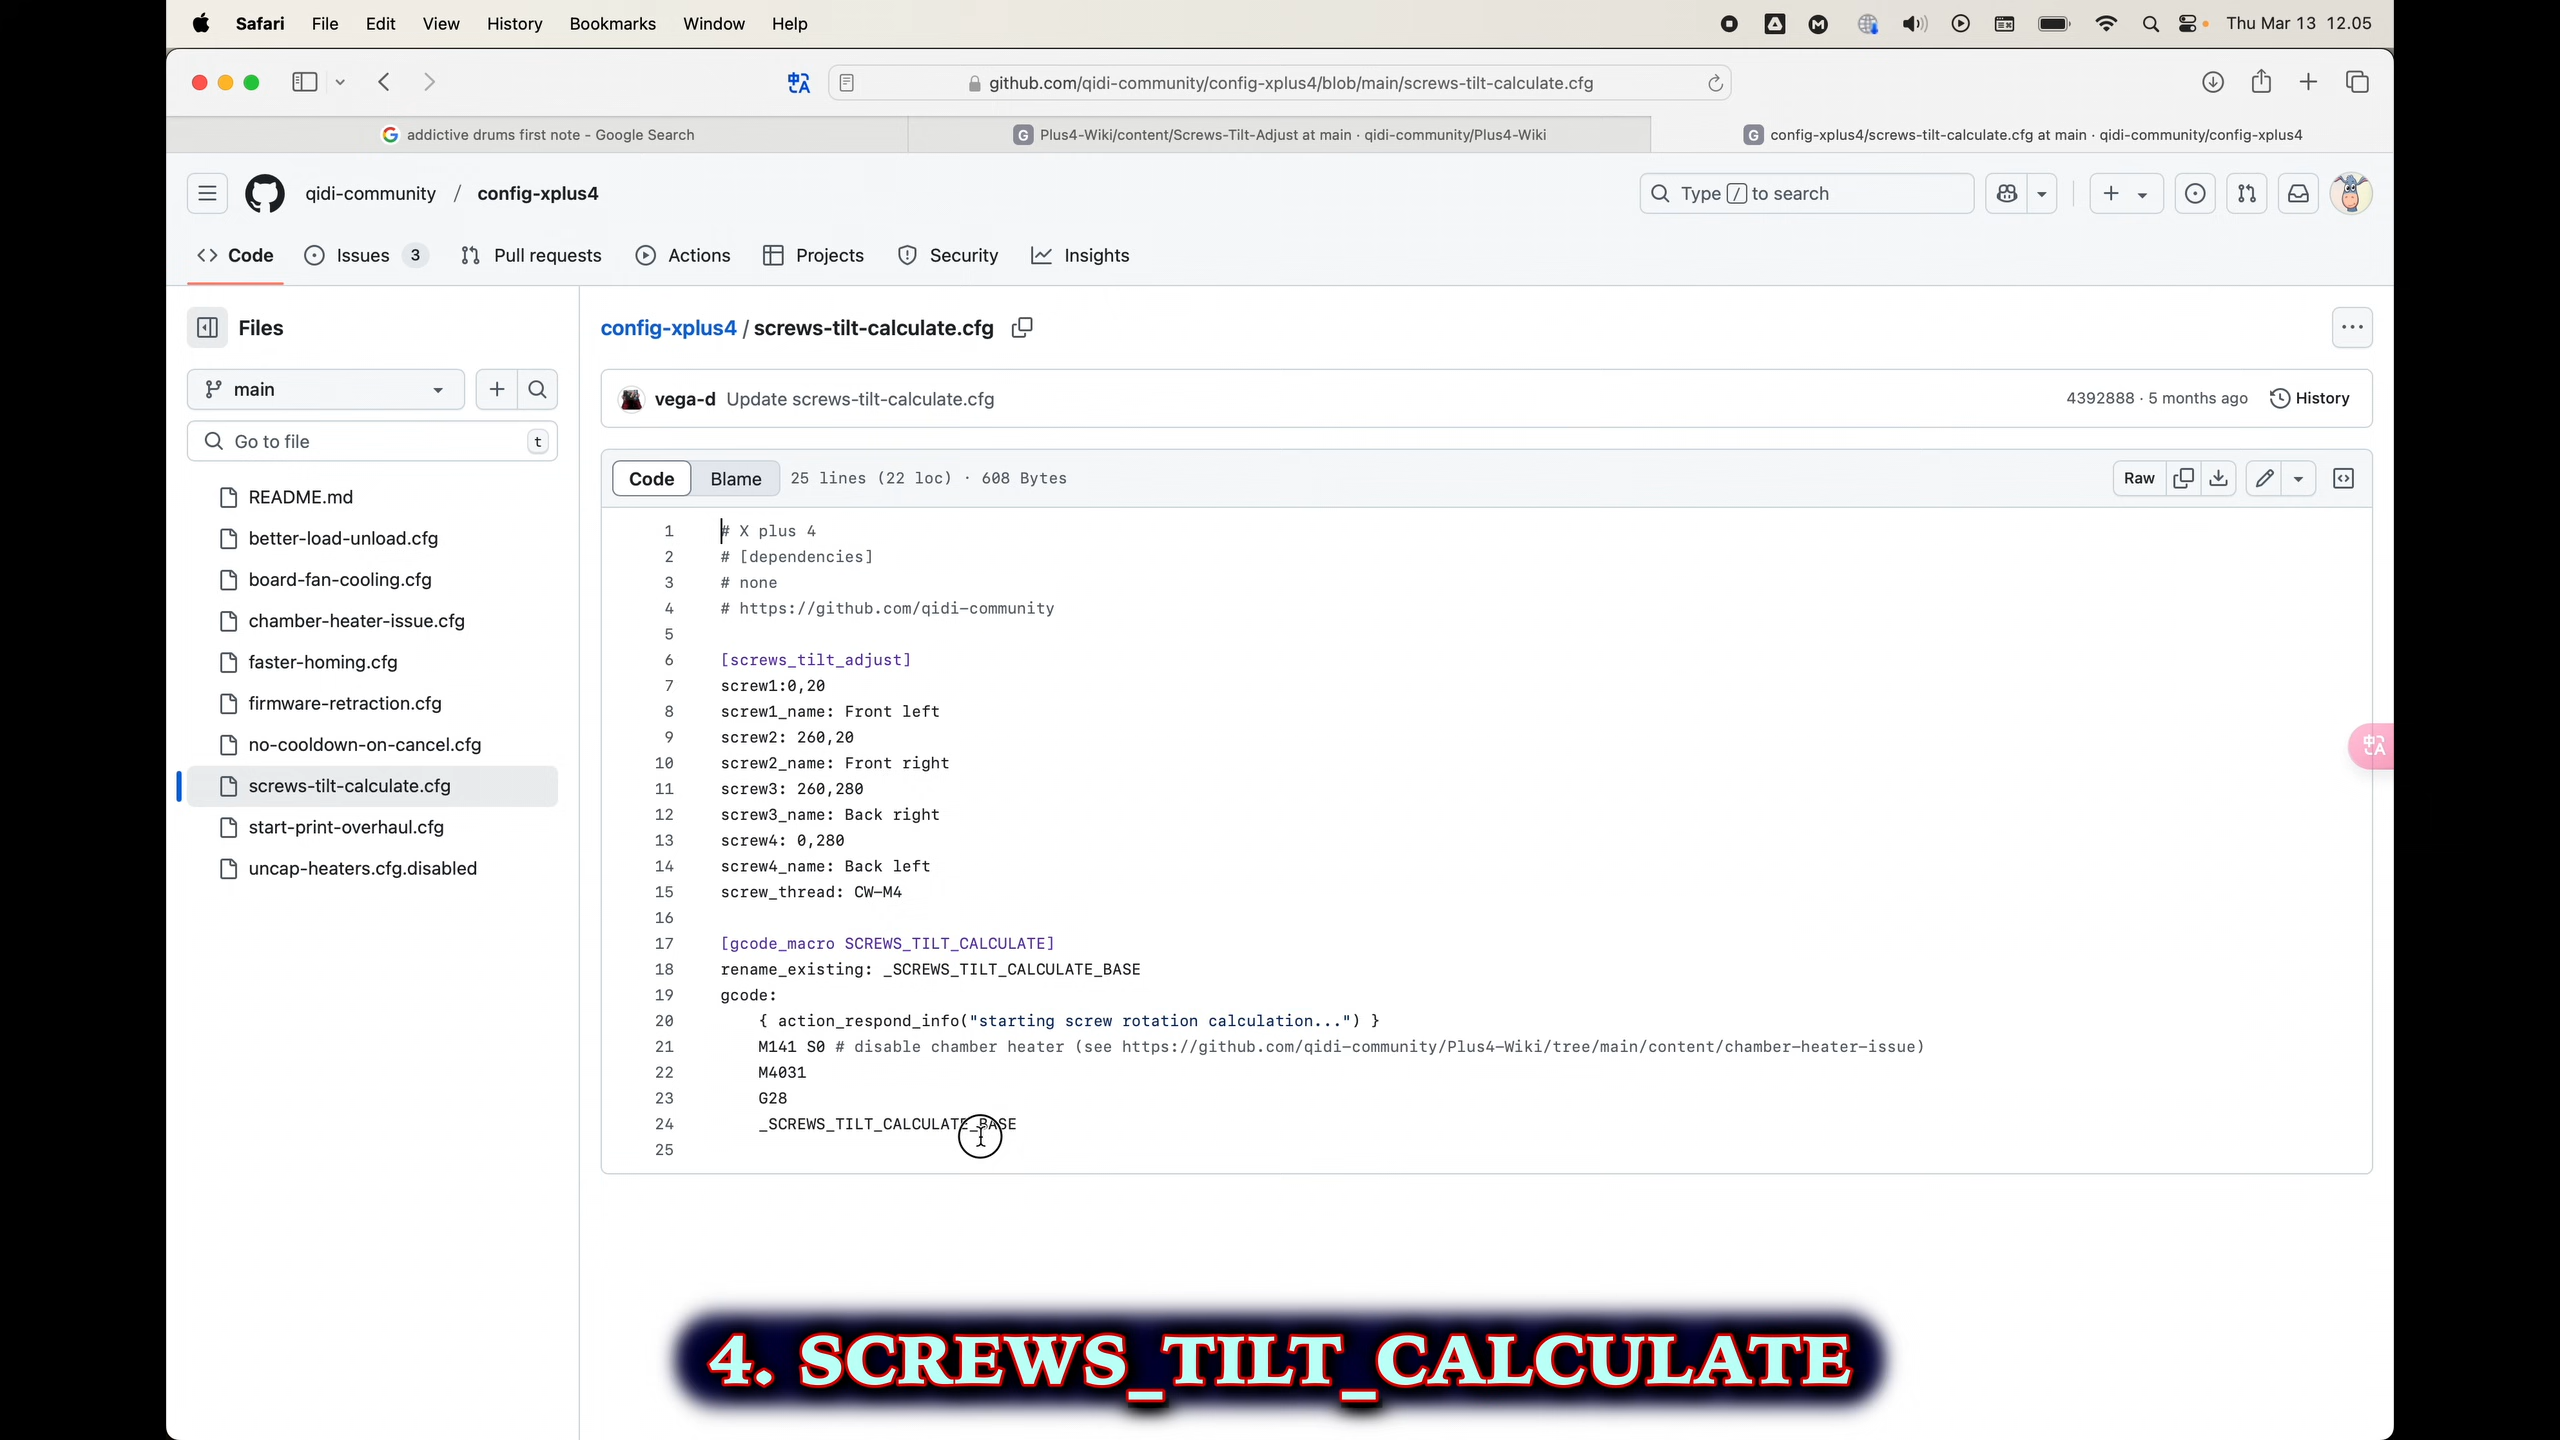 Safari File Edit View History Bookmarks Window Help Thu Mar 13 12.05
github.com/qidi-community/config-xplus4/blob/main/screws-tilt-calculate.cfg
addictive drums first note - Google Search
Plus4-Wiki/content/Screws-Tilt-Adjust at main · qidi-community/Plus4-Wiki
config-xplus4/screws-tilt-calculate.cfg at main · qidi-community/config-xplus4
qidi-community / config-xplus4
Type / to search
Code Issues 3 Pull requests Actions Projects Security Insights
Files
main
Go to file t
README.md
better-load-unload.cfg
board-fan-cooling.cfg
chamber-heater-issue.cfg
faster-homing.cfg
firmware-retraction.cfg
no-cooldown-on-cancel.cfg
screws-tilt-calculate.cfg
start-print-overhaul.cfg
uncap-heaters.cfg.disabled
config-xplus4 / screws-tilt-calculate.cfg
vega-d Update screws-tilt-calculate.cfg 4392888 · 5 months ago History
Code Blame 25 lines (22 loc) · 608 Bytes Raw
1 # X plus 4
2 # [dependencies]
3 # none
4 # https://github.com/qidi-community
5
6 [screws_tilt_adjust]
7 screw1:0,20
8 screw1_name: Front left
9 screw2: 260,20
10 screw2_name: Front right
11 screw3: 260,280
12 screw3_name: Back right
13 screw4: 0,280
14 screw4_name: Back left
15 screw_thread: CW-M4
16
17 [gcode_macro SCREWS_TILT_CALCULATE]
18 rename_existing: _SCREWS_TILT_CALCULATE_BASE
19 gcode:
20 { action_respond_info("starting screw rotation calculation...") }
21 M141 S0 # disable chamber heater (see https://github.com/qidi-community/Plus4-Wiki/tree/main/content/chamber-heater-issue)
22 M4031
23 G28
24 _SCREWS_TILT_CALCULATE_BASE
25
4. SCREWS_TILT_CALCULATE